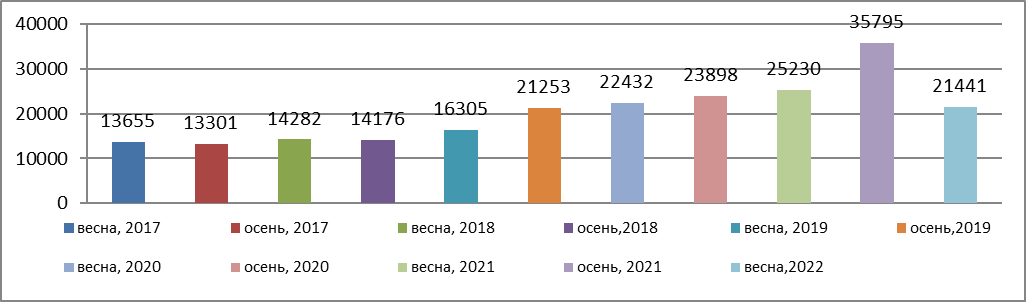 40000
30000
20000
10000
0
13655
13301
14282
14176
16305
21253
22432
23898
25230
35795
21441
весна, 2017
осень, 2017
весна, 2018
осень,2018
весна, 2019
осень,2019
весна, 2020
осень, 2020
весна, 2021
осень, 2021
весна,2022